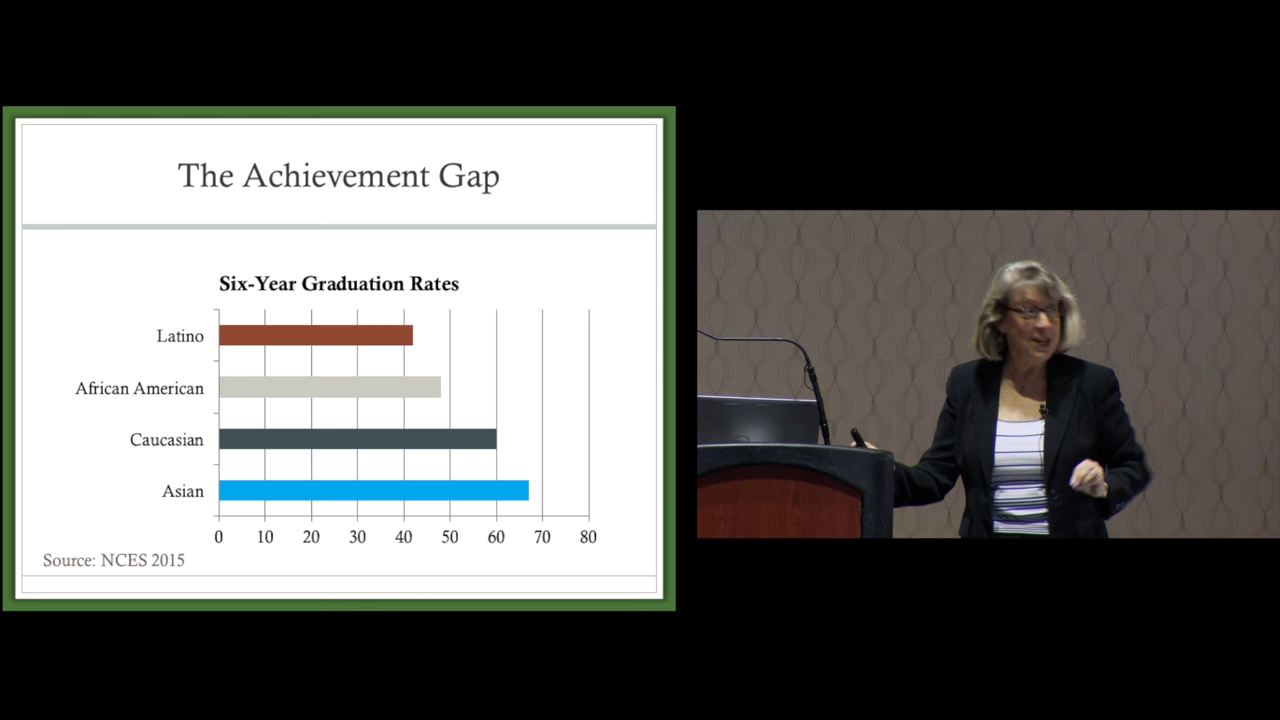 The Achievement Gap
Six-Year Graduation Rates
Latino
African American
Caucasian
Asian
0 10 20 30 40 50 60 70 80
Source: NCES 2015